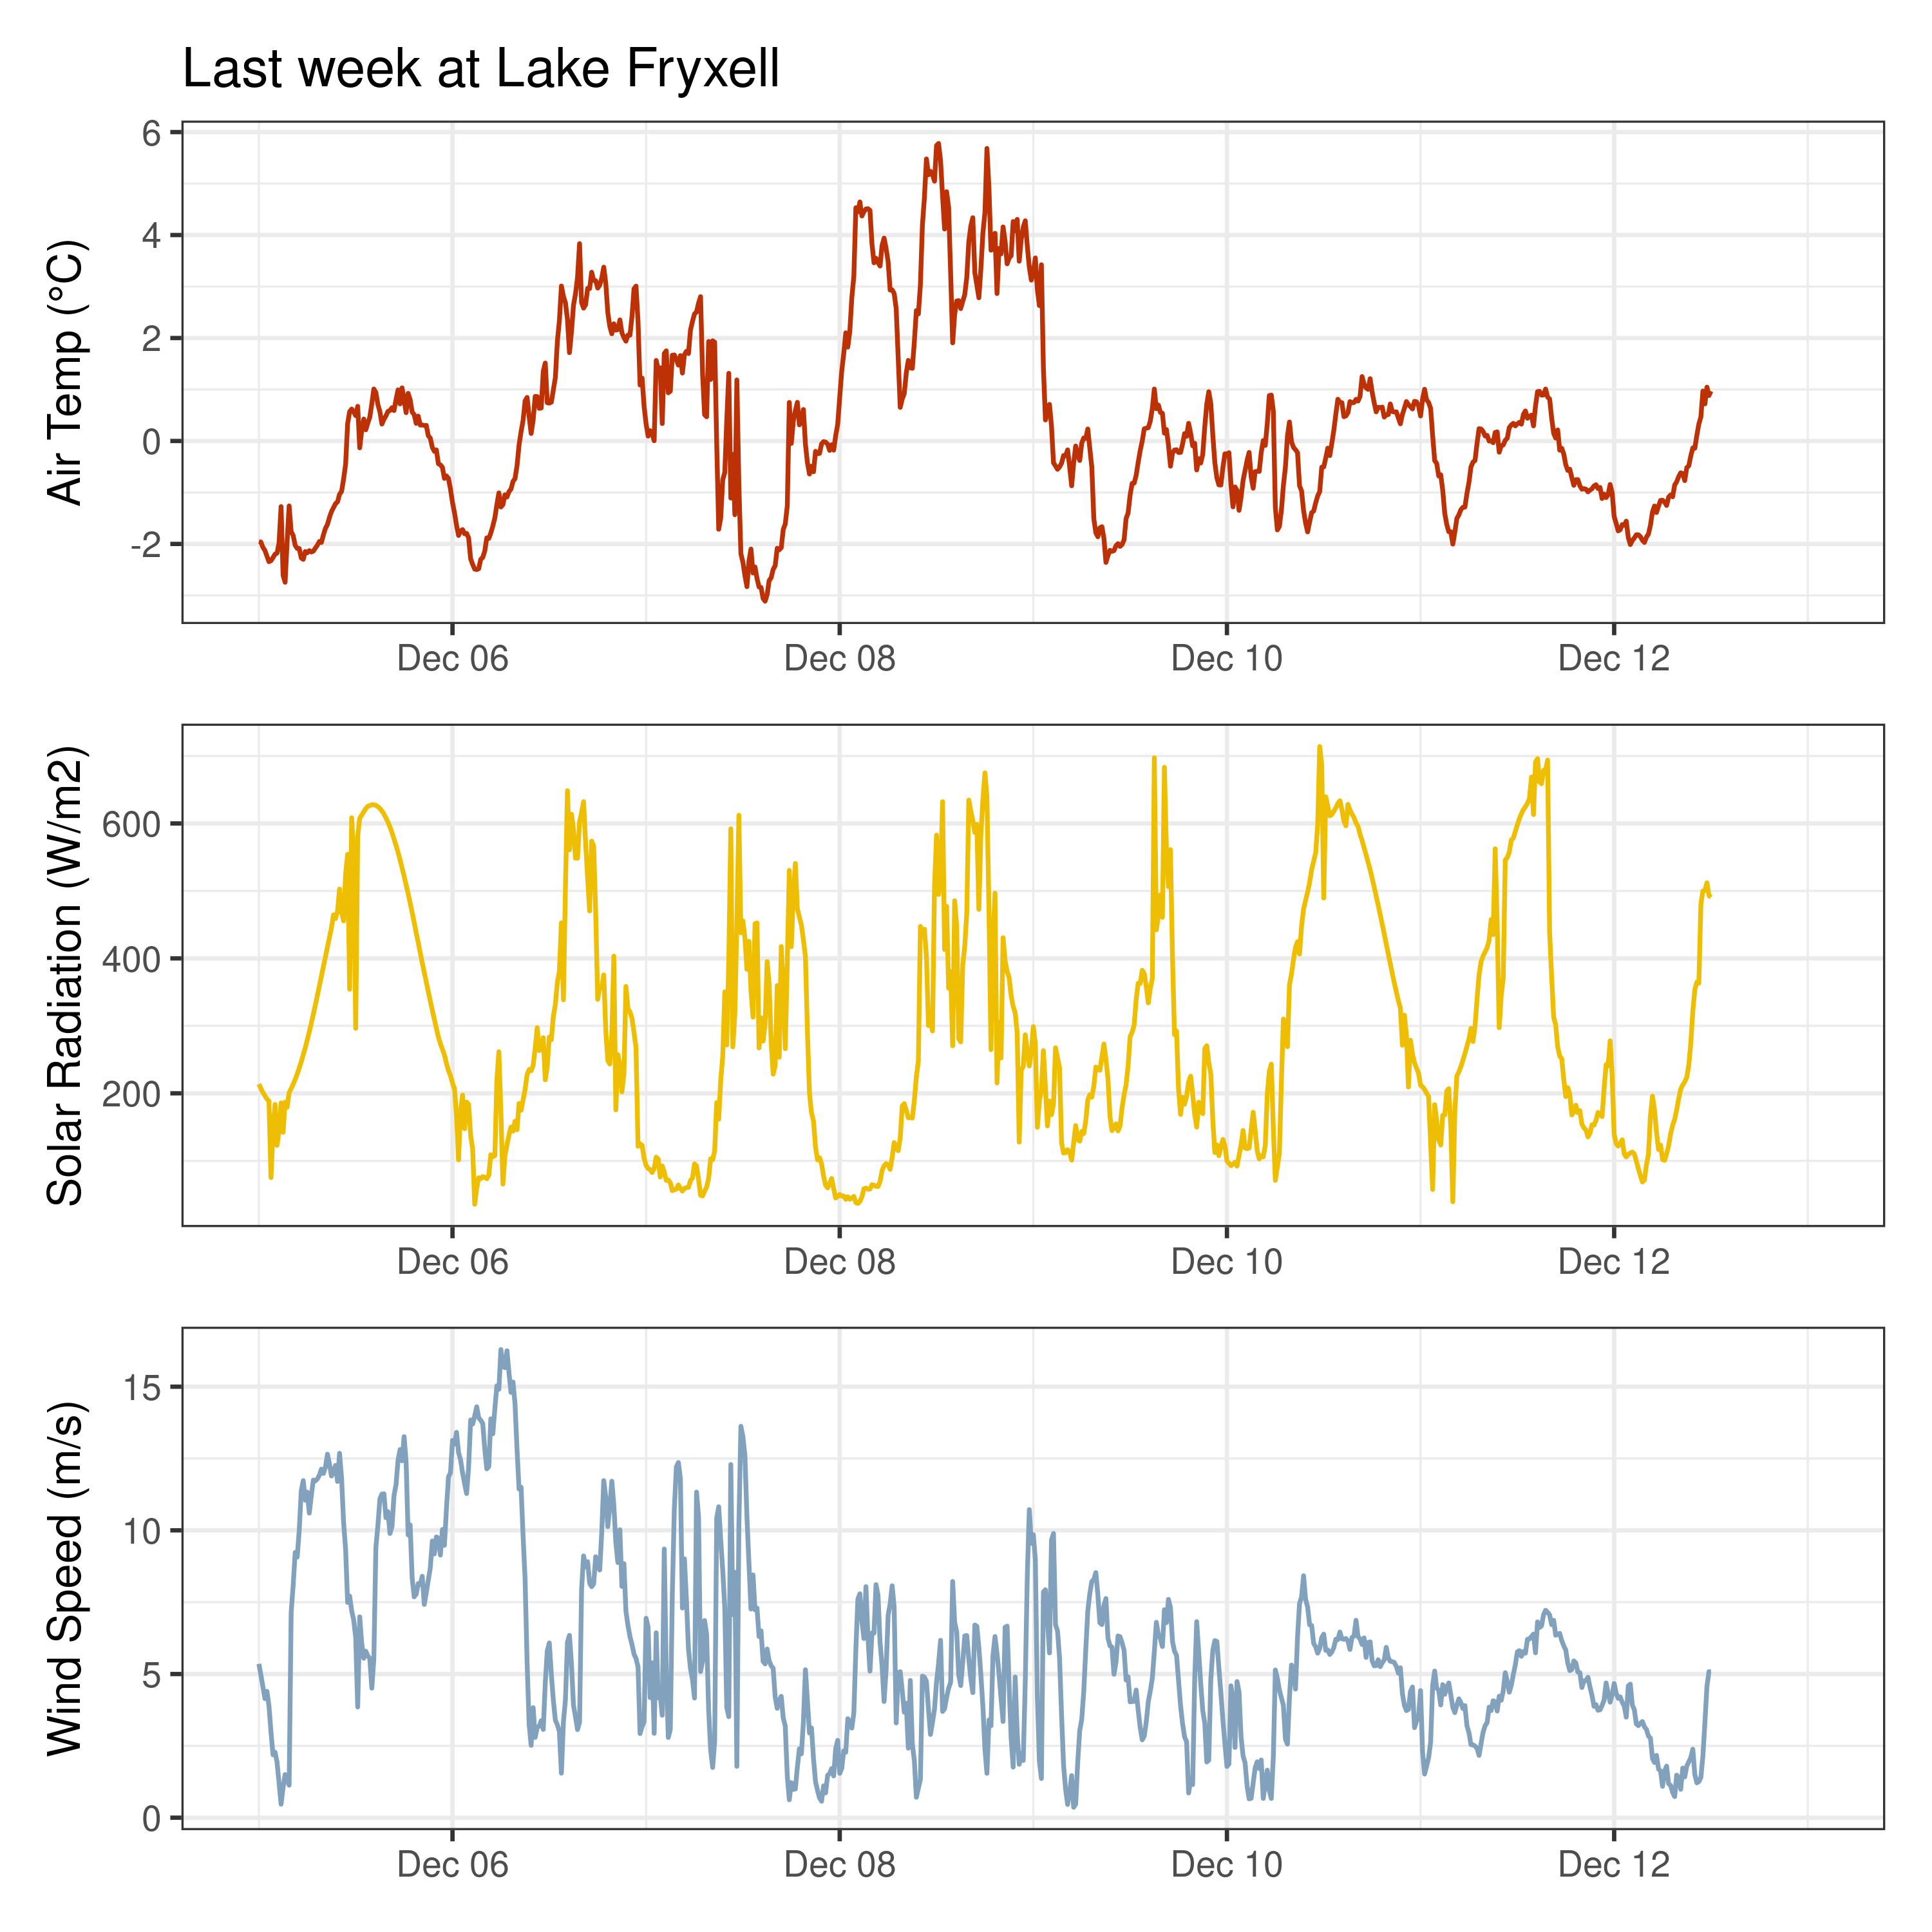 Last week at Lake Fryxell
Air Temp (°C)
6
4
2
0
-2
Dec 06 Dec 08 Dec 10 Dec 12
Solar Radiation (W/m2)
600
400
200
Dec 06 Dec 08 Dec 10 Dec 12
Wind Speed (m/s)
15
10
5
0
Dec 06 Dec 08 Dec 10 Dec 12